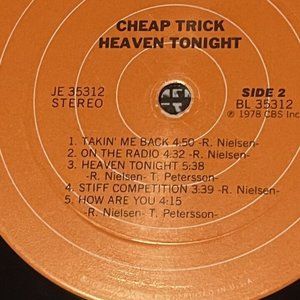 CHEAP TRICK
HEAVEN TONIGHT
JE 35312
STEREO
SIDE 2
BL 35312
℗ 1978 CBS Inc.
1. TAKIN' ME BACK 4:50 -R. Nielsen-
2. ON THE RADIO 4:32 -R. Nielsen-
3. HEAVEN TONIGHT 5:38
-R. Nielsen- T. Petersson-
4. STIFF COMPETITION 3:39 -R. Nielsen-
5. HOW ARE YOU 4:15
-R. Nielsen- T. Petersson-